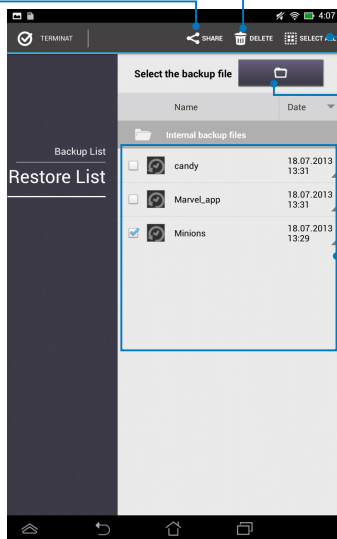 4:07
TERMINAT
SHARE
DELETE
SELECT ALL
Select the backup file
Name
Date
Internal backup files
Backup List
Restore List
candy
18.07.2013
13:31
Marvel_app
18.07.2013
13:31
Minions
18.07.2013
13:29